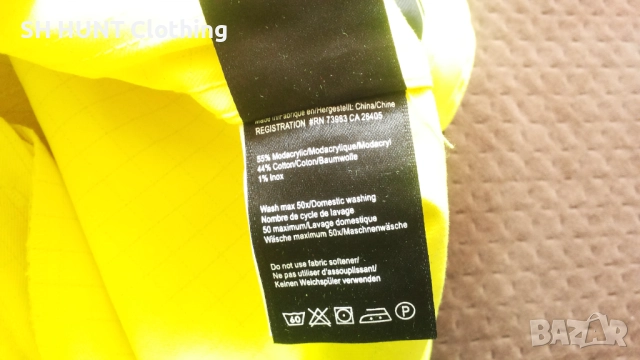 SH HUNT Clothing
Made in/Fabriqué en/Hergestellt: China/Chine
REGISTRATION #RN 73983 CA 28405
55% Modacrylic/Modacrylique/Modacryl
44% Cotton/Coton/Baumwolle
1% Inox
Wash max 50x/Domestic washing
Nombre de cycle de lavage
50 maximum/Lavage domestique
Wäsche maximum 50x/Maschinenwäsche
Do not use fabric softener/
Ne pas utiliser d'assouplissant/
Keinen Weichspüler verwenden
60 P
BAZAR